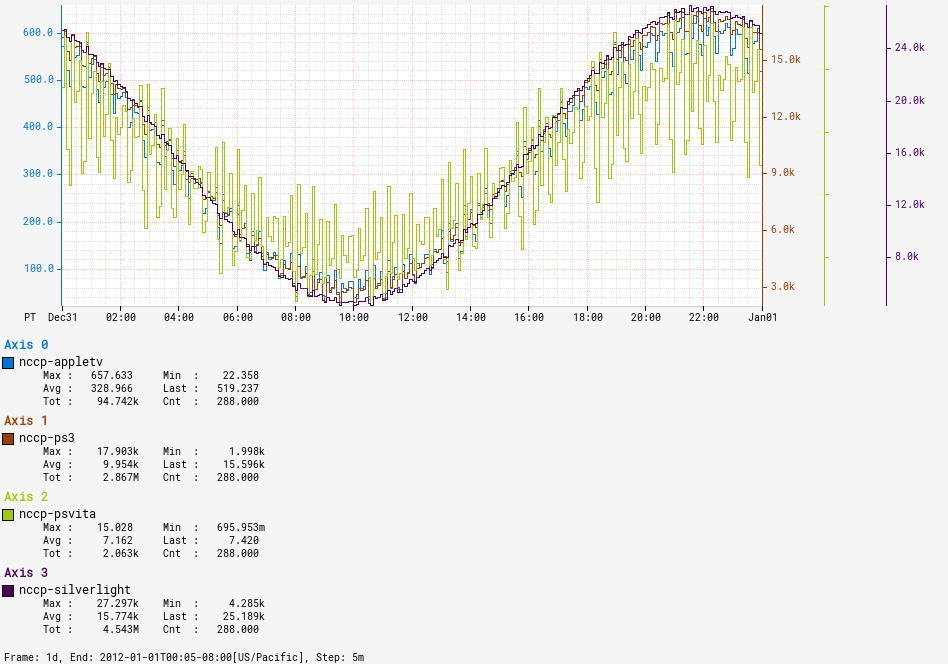 600.0
500.0
400.0
300.0
200.0
100.0
15.0k
12.0k
9.0k
6.0k
3.0k
24.0k
20.0k
16.0k
12.0k
8.0k
PT Dec31 02:00 04:00 06:00 08:00 10:00 12:00 14:00 16:00 18:00 20:00 22:00 Jan01
Axis 0
nccp-appletv
Max : 657.633 Min : 22.358
Avg : 328.966 Last : 519.237
Tot : 94.742k Cnt : 288.000
Axis 1
nccp-ps3
Max : 17.903k Min : 1.998k
Avg : 9.954k Last : 15.596k
Tot : 2.867M Cnt : 288.000
Axis 2
nccp-psvita
Max : 15.028 Min : 695.953m
Avg : 7.162 Last : 7.420
Tot : 2.063k Cnt : 288.000
Axis 3
nccp-silverlight
Max : 27.297k Min : 4.285k
Avg : 15.774k Last : 25.189k
Tot : 4.543M Cnt : 288.000
Frame: 1d, End: 2012-01-01T00:05-08:00[US/Pacific], Step: 5m